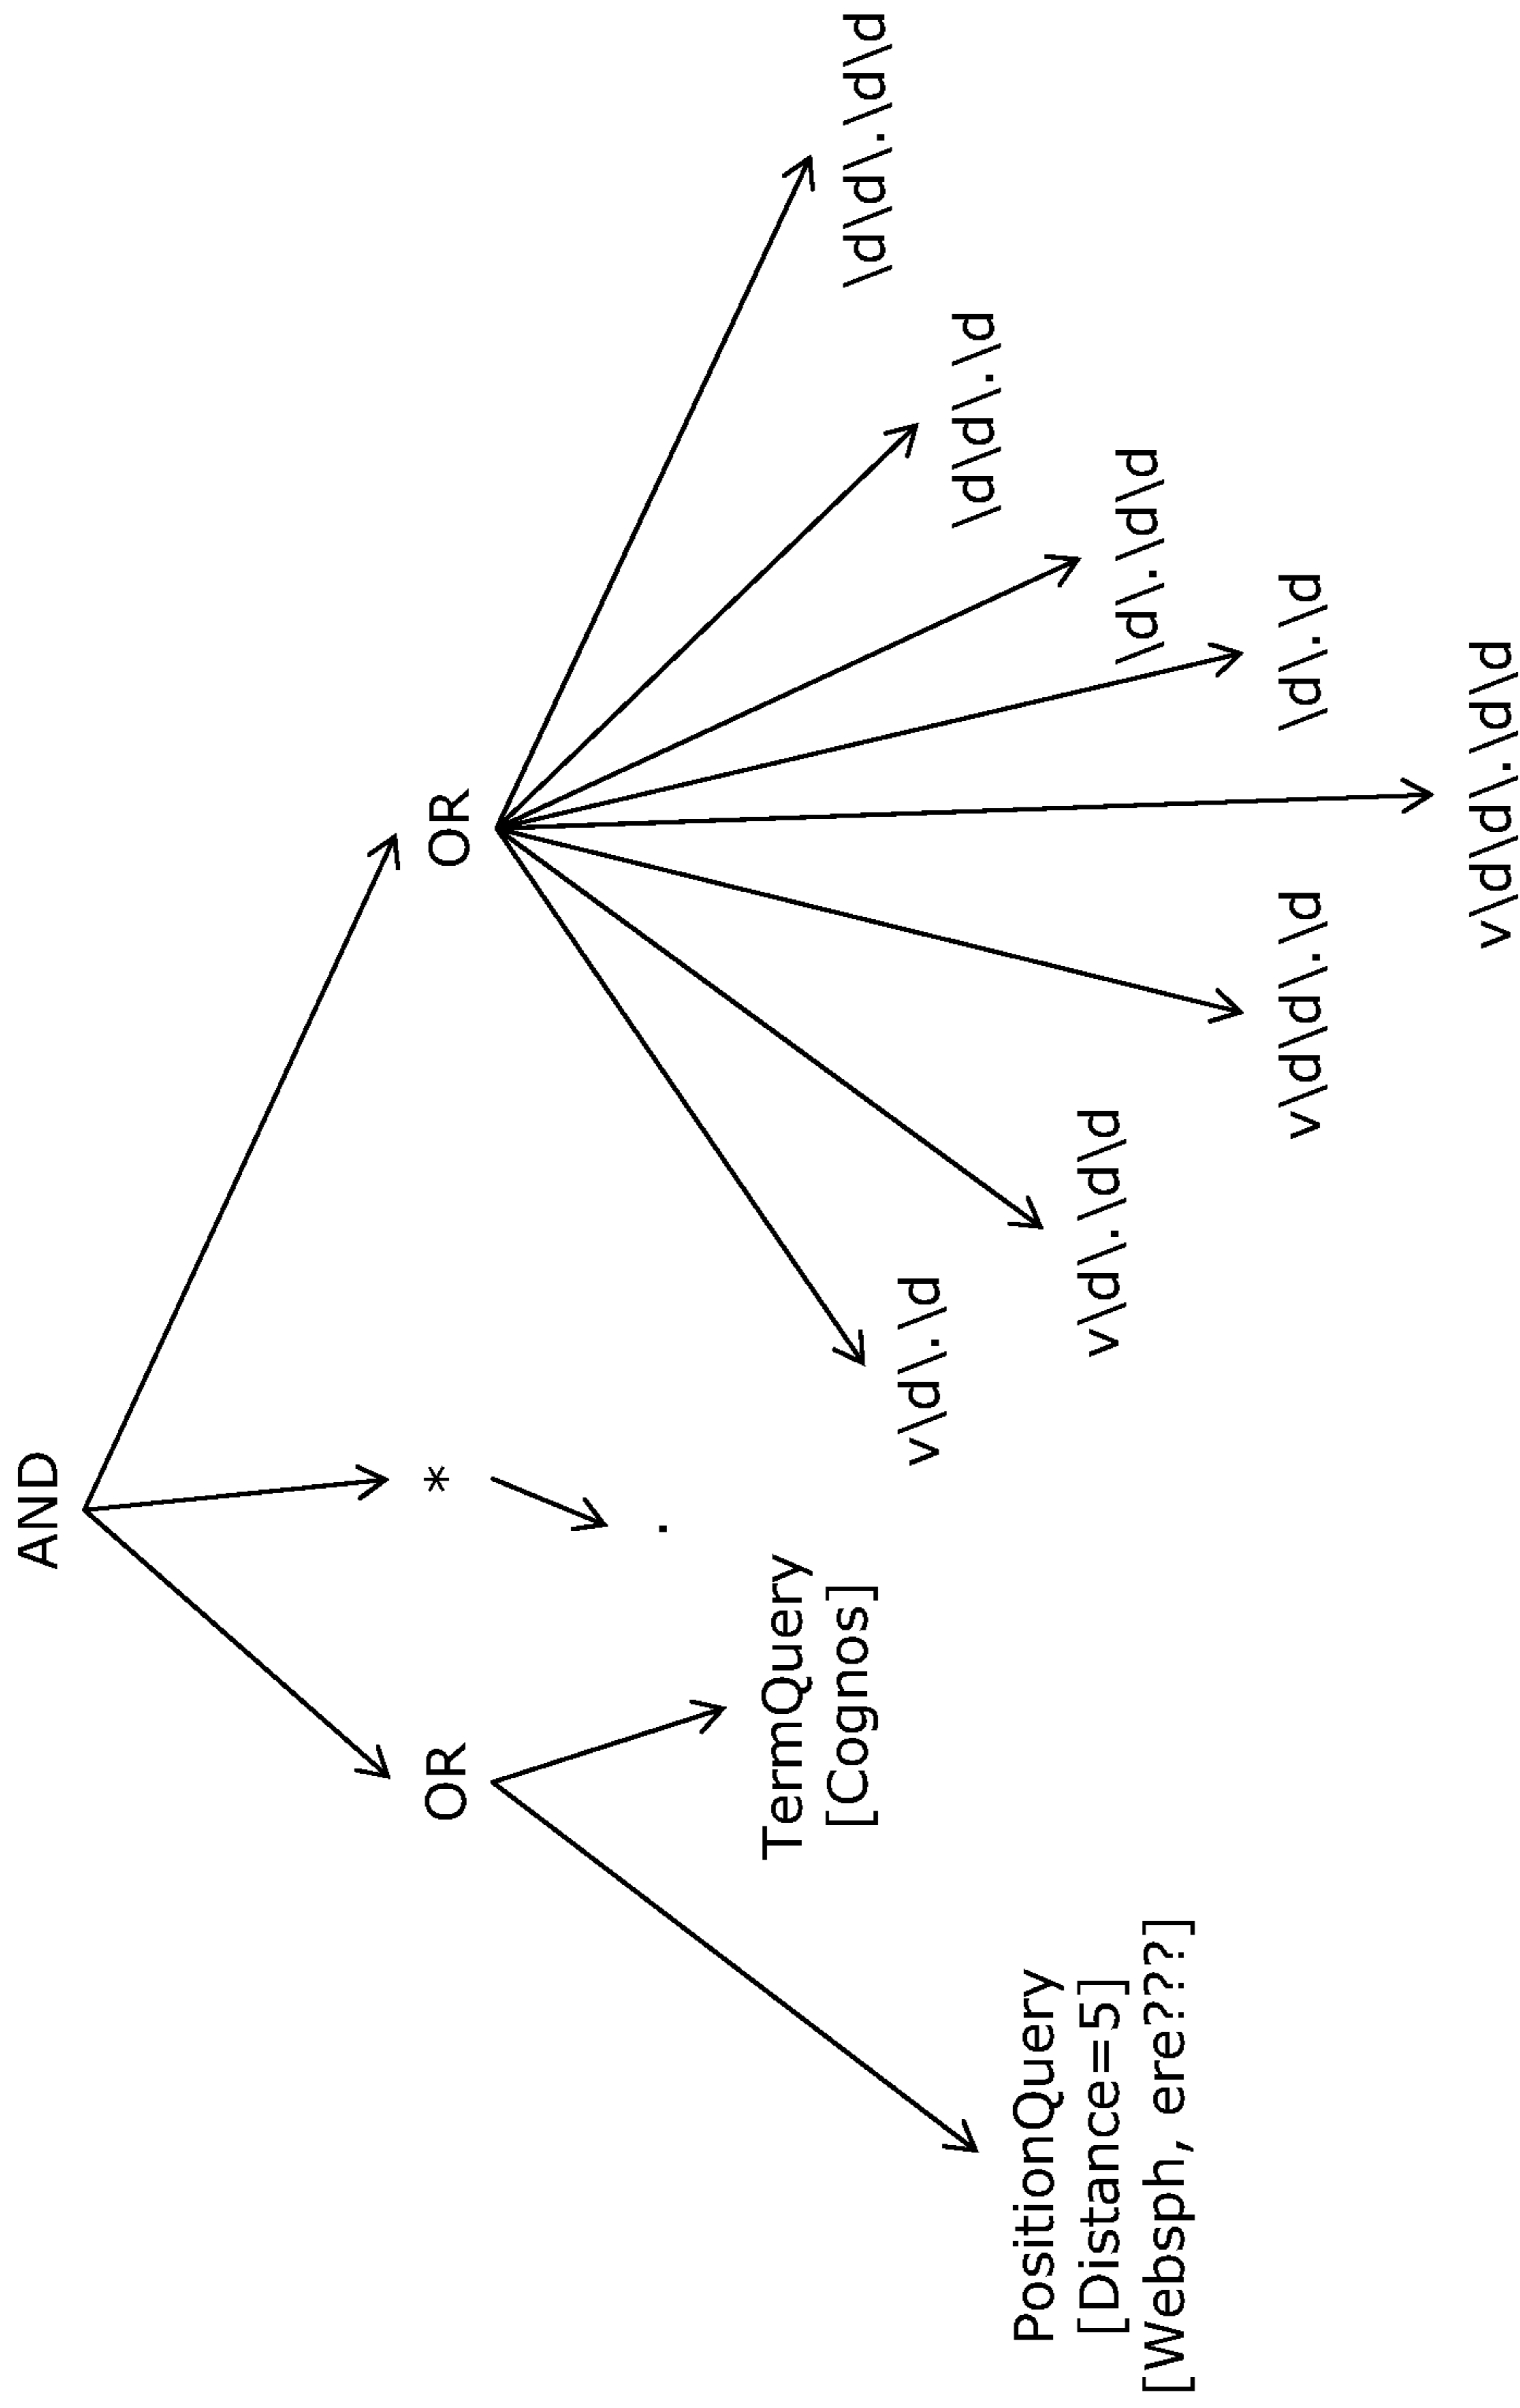 AND
OR
*
OR
.
PositionQuery
[Distance=5]
[Websph, ere???]
TermQuery
[Cognos]
v\d\.\d
v\d\.\d\d
v\d\d\.\d
v\d\d\.\d\d
\d\.\d
\d\.\d\d
\d\d\.\d
\d\d\.\d\d